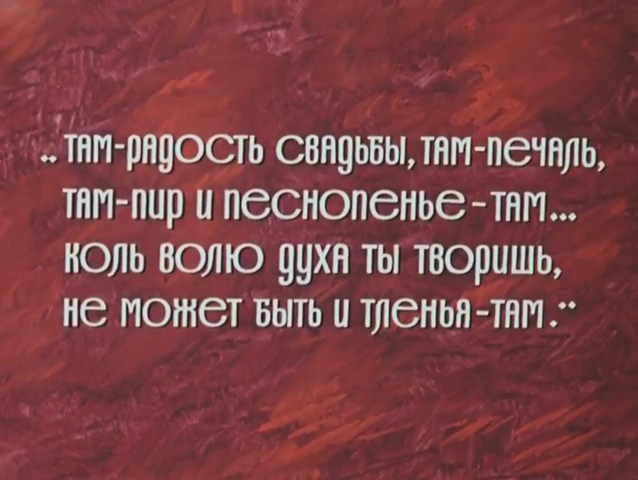 „там-радость свадьбы, там-печаль,
там-пир и песнопенье-там...
коль волю духа ты творишь,
не может быть и тленья-там.“